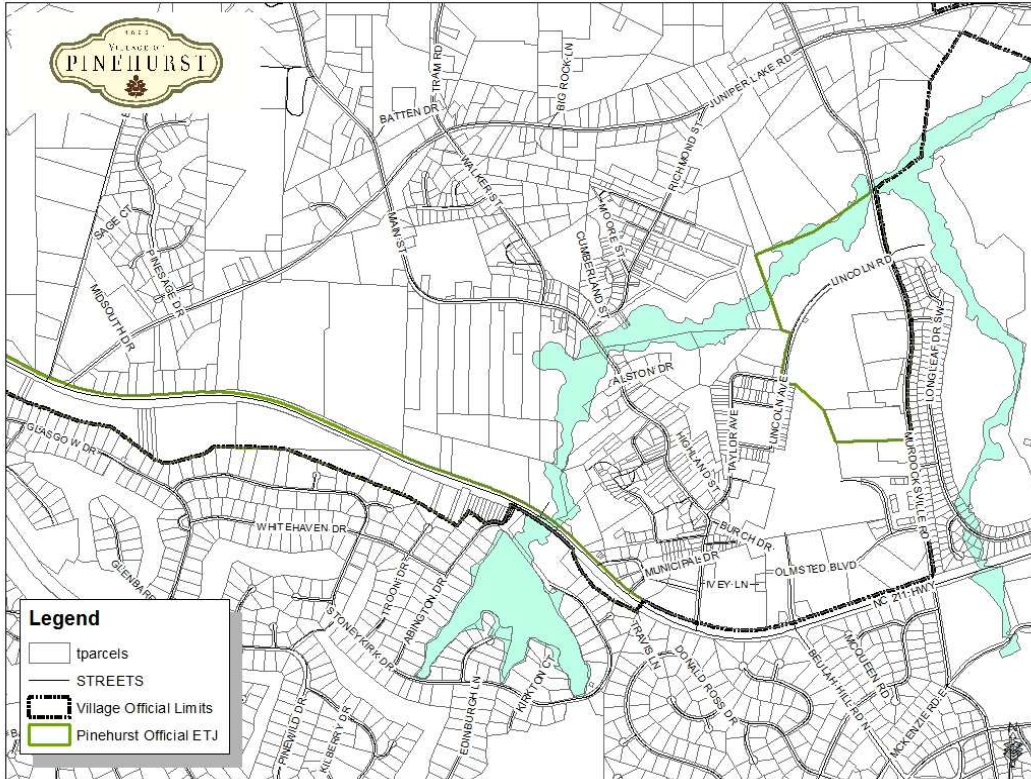 1895
VILLAGE OF
PINEHURST
BATTEN DR
TRAM RD
BIG ROCK LN
JUNIPER LAKE RD
RICHMOND ST
WALKER ST
MAIN ST
MOORE ST
CUMBERLAND ST
SAGE CT
PINESAGE DR
MIDSOUTH DR
LINCOLN RD
LONGLEAF DR SW
ALSTON DR
LINCOLN AVE
TAYLOR AVE
HIGHLAND ST
MURDOCKSVILLE RD
GLASGOW DR
WHITEHAVEN DR
TROON DR
ABINGTON DR
STONEYKIRK DR
BURCH DR
MUNICIPAL DR
IVEY LN
OLMSTED BLVD
NC 211 HWY
TRAVIS LN
DONALD ROSS DR
BEULAH HILL RD N
MCQUEEN RD
MCKENZIE RD E
KIRKTON CT
EDINBURGH LN
KILBERRY DR
PINEWILD DR
Legend
tparcels
STREETS
Village Official Limits
Pinehurst Official ETJ